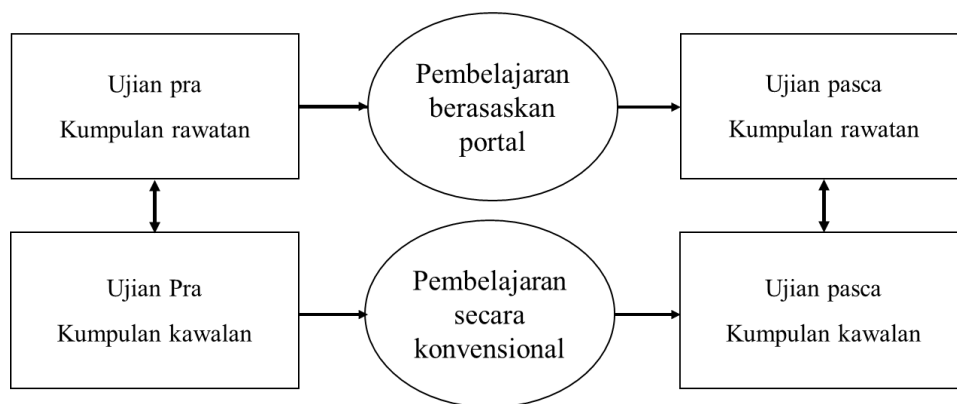 Ujian pra
Kumpulan rawatan
Pembelajaran
berasaskan
portal
Ujian pasca
Kumpulan rawatan
Ujian Pra
Kumpulan kawalan
Pembelajaran
secara
konvensional
Ujian pasca
Kumpulan kawalan